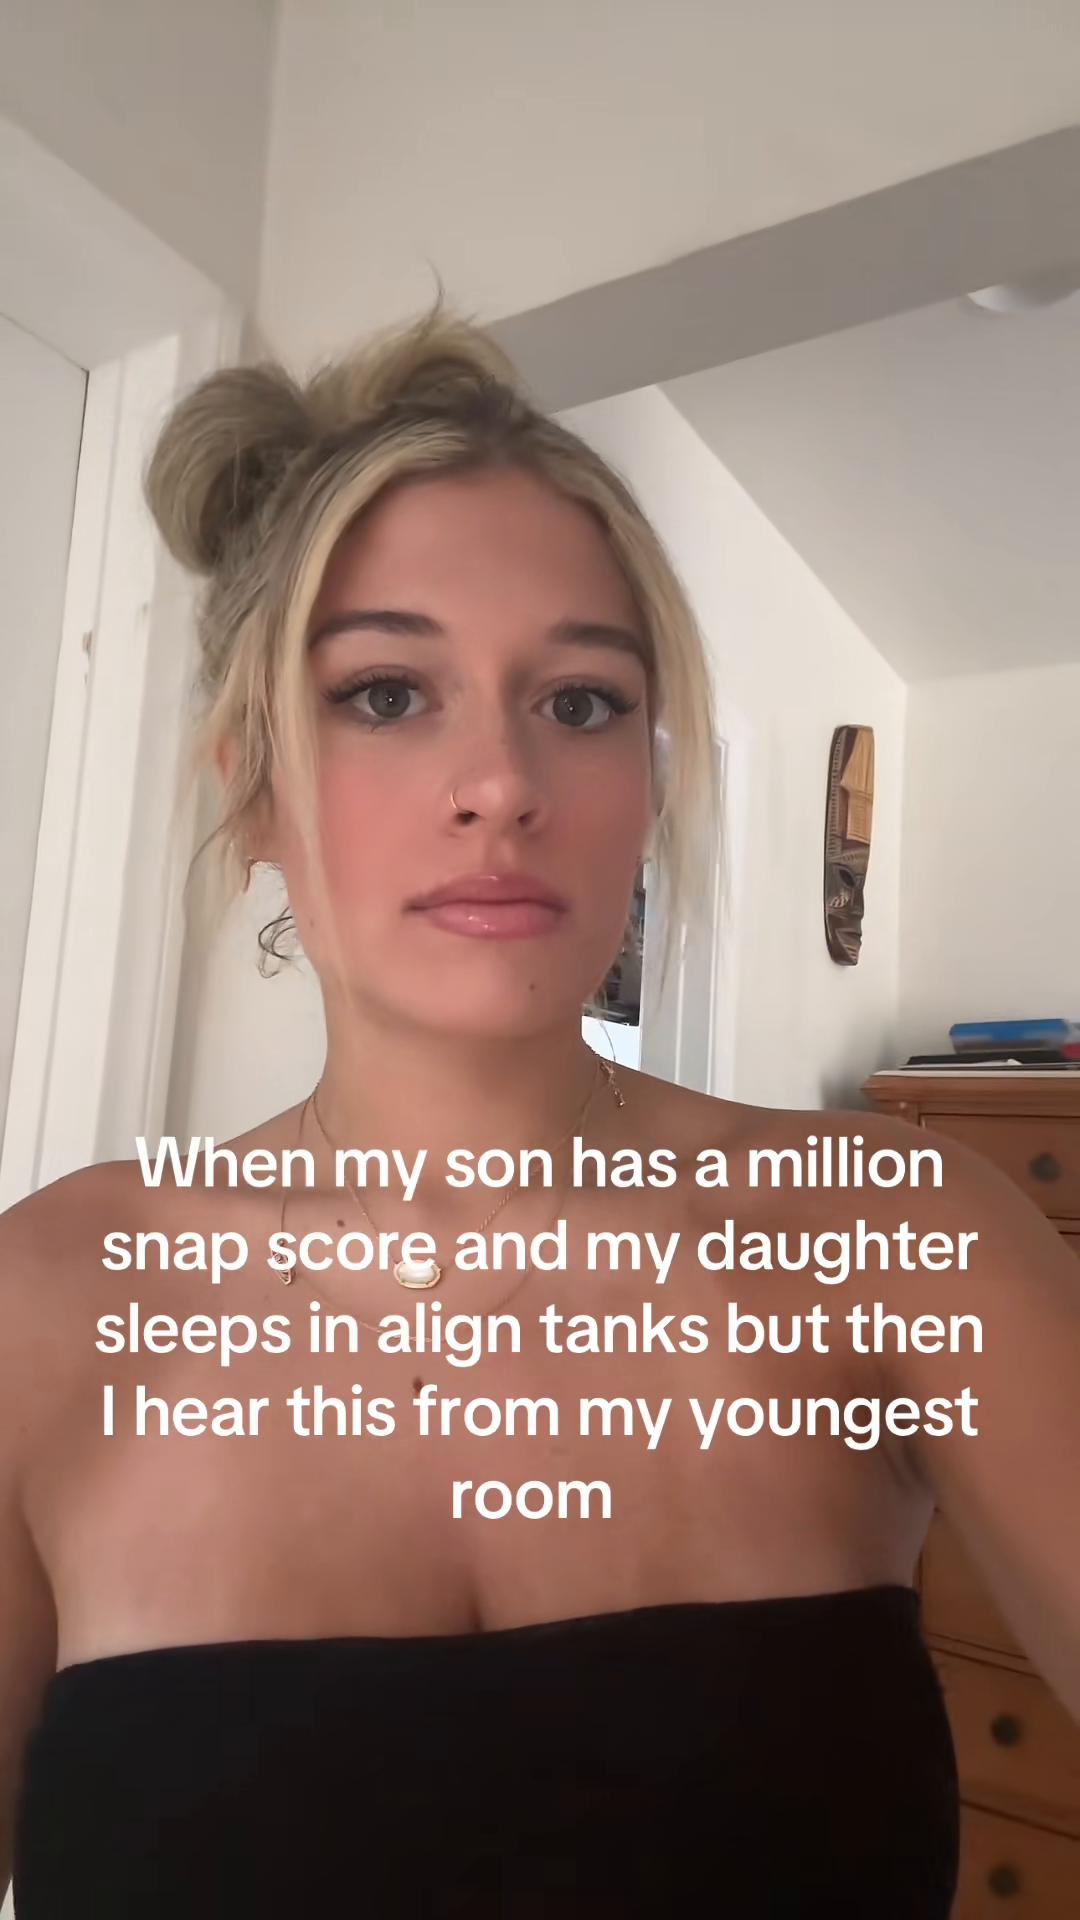 When my son has a million
snap score and my daughter
sleeps in align tanks but then
I hear this from my youngest
room